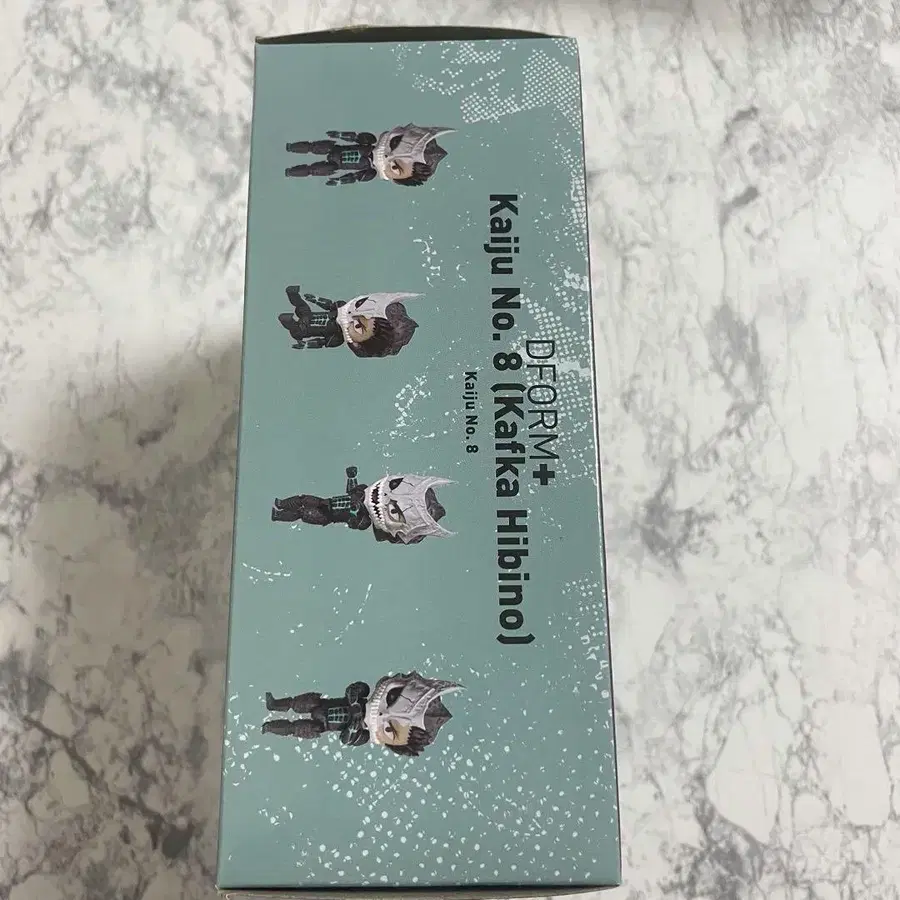 DFORM+
Kaiju No. 8 (Kafka Hibino)
Kaiju No. 8